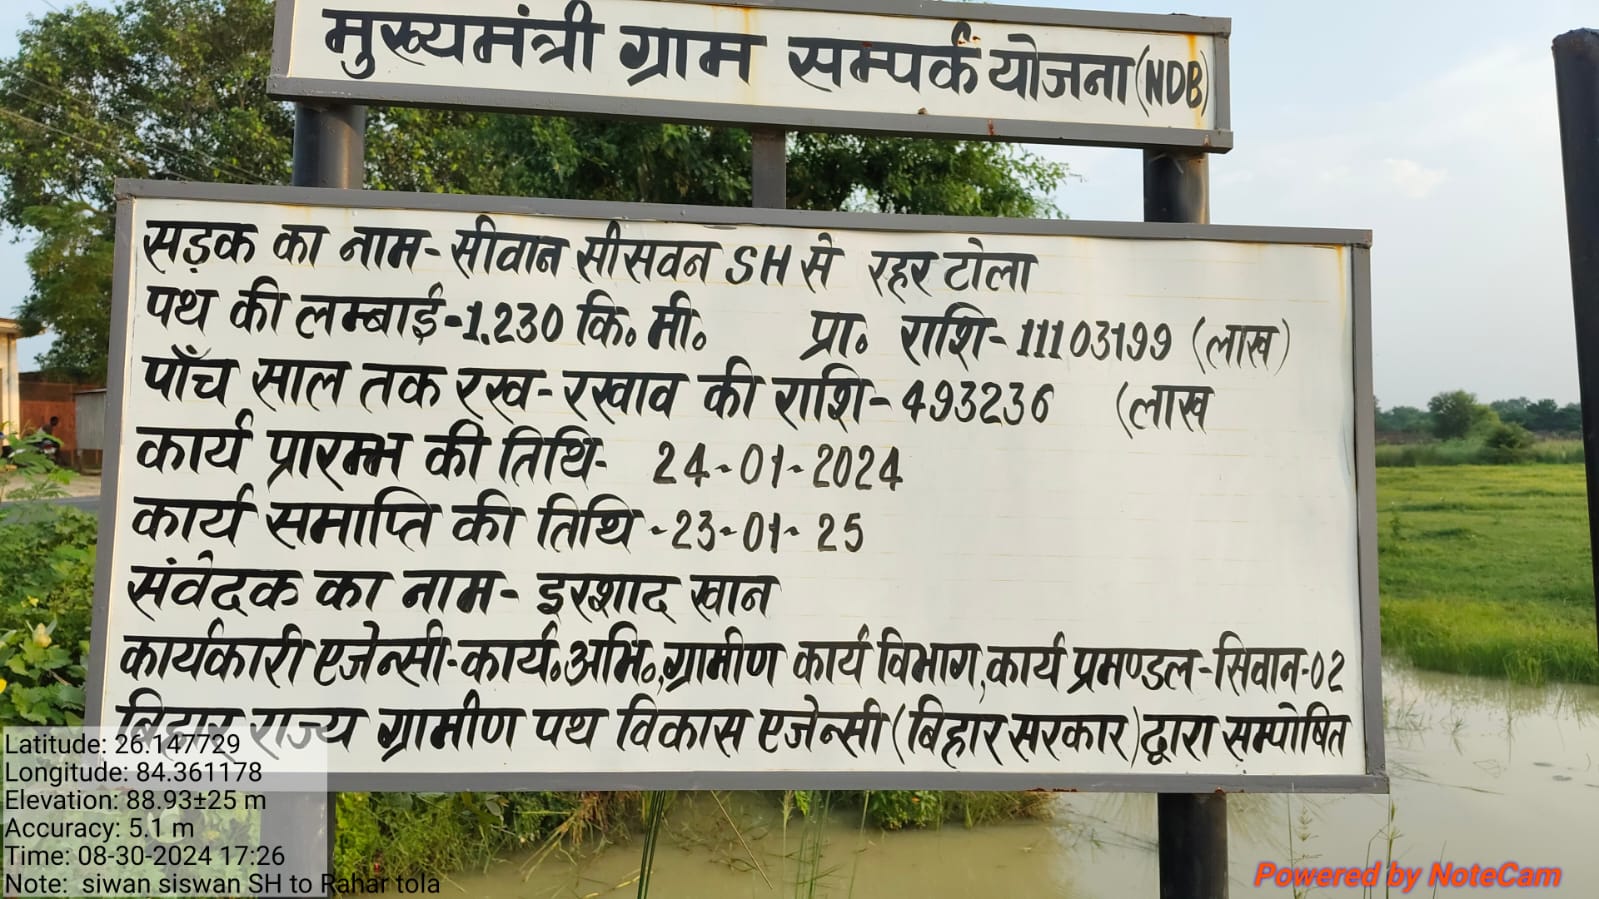 मुख्यमंत्री ग्राम सम्पर्क योजना (NDB)
सड़क का नाम- सीवान सीसवन SH से रहर टोला
पथ की लम्बाई-1.230 कि॰ मी॰ प्रा॰ राशि- 11103199 (लाख)
पाँच साल तक रख-रखाव की राशि- 493236 (लाख
कार्य प्रारम्भ की तिथि- 24-01-2024
कार्य समाप्ति की तिथि -23-01-25
संवेदक का नाम- इरशाद खान
कार्यकारी एजेन्सी-कार्य॰अभि॰,ग्रामीण कार्य विभाग,कार्य प्रमण्डल-सिवान-02
बिहार राज्य ग्रामीण पथ विकास एजेन्सी (बिहार सरकार) द्वारा सम्पोषित
Latitude: 26.147729
Longitude: 84.361178
Elevation: 88.93±25 m
Accuracy: 5.1 m
Time: 08-30-2024 17:26
Note: siwan siswan SH to Rahar tola
Powered by NoteCam